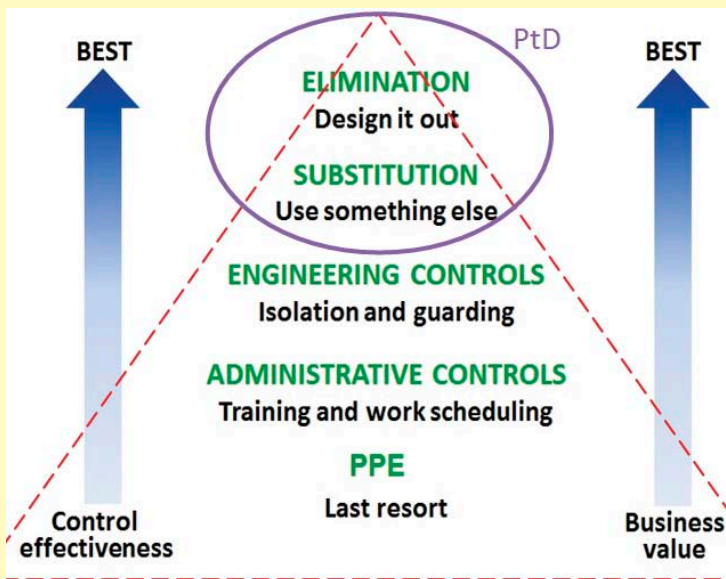 PtD
BEST
BEST
ELIMINATION
Design it out
SUBSTITUTION
Use something else
ENGINEERING CONTROLS
Isolation and guarding
ADMINISTRATIVE CONTROLS
Training and work scheduling
PPE
Last resort
Control
effectiveness
Business
value